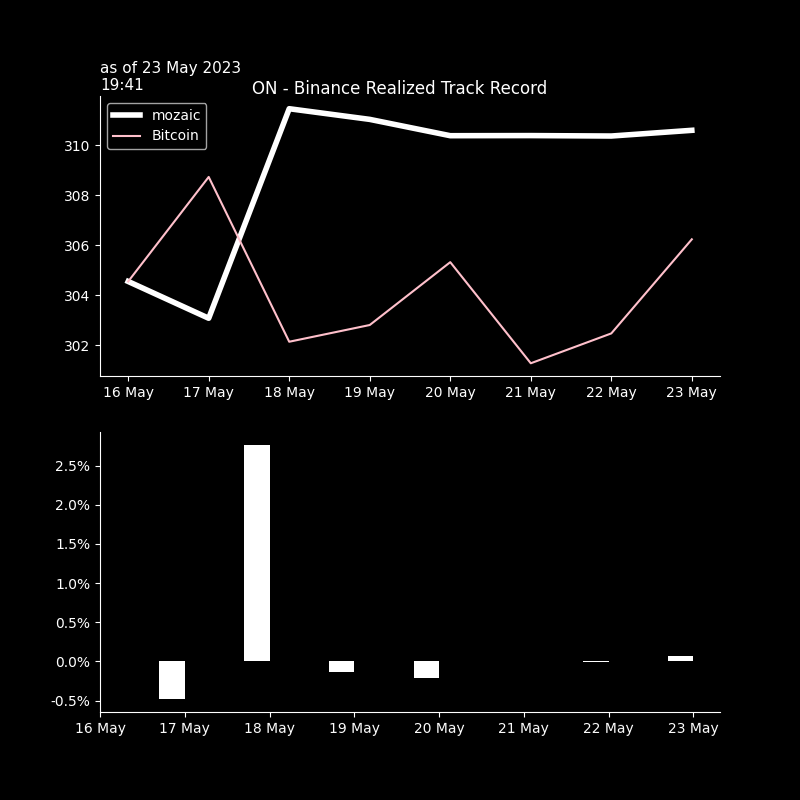 as of 23 May 2023
19:41
ON - Binance Realized Track Record
mozaic
Bitcoin
310
308
306
304
302
16 May 17 May 18 May 19 May 20 May 21 May 22 May 23 May
2.5%
2.0%
1.5%
1.0%
0.5%
0.0%
-0.5%
16 May 17 May 18 May 19 May 20 May 21 May 22 May 23 May